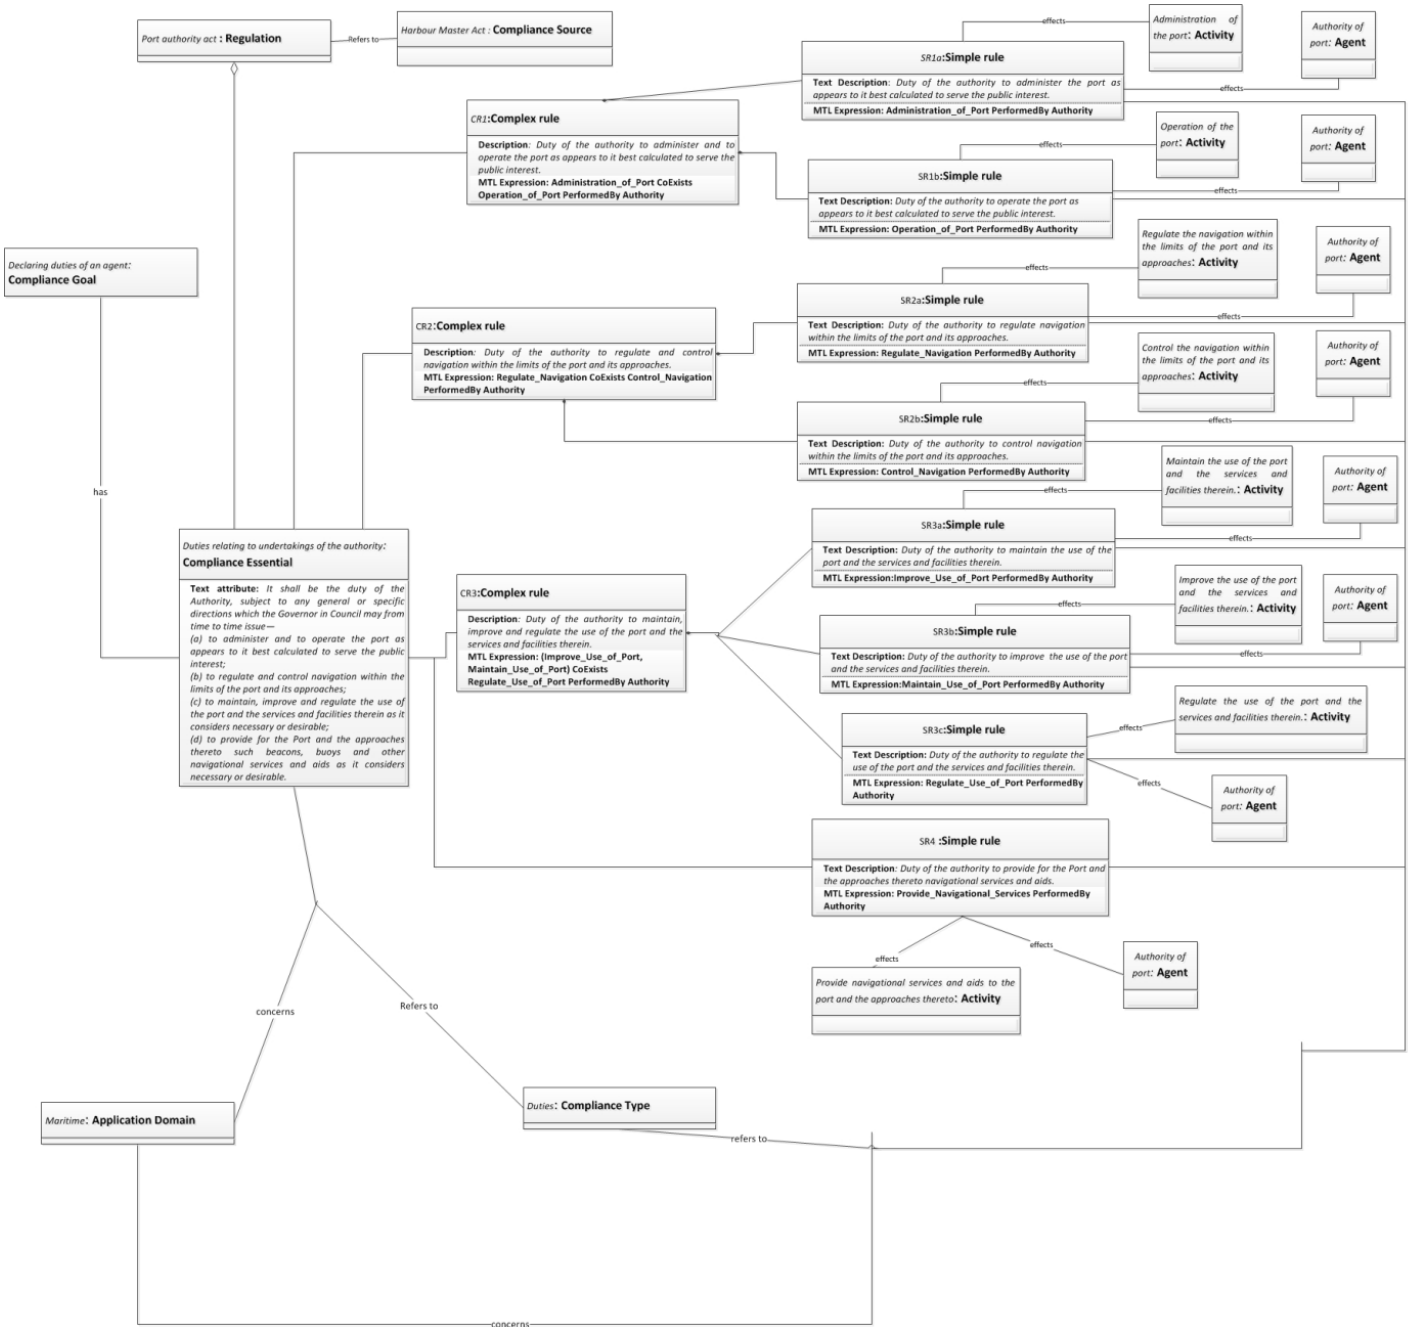 Port authority act : Regulation
Refers to
Harbour Master Act : Compliance Source
effects
Administration of
the port: Activity
Authority of
port: Agent
SR1a:Simple rule
Text Description: Duty of the authority to administer the port as
appears to it best calculated to serve the public interest.
MTL Expression: Administration_of_Port PerformedBy Authority
effects
CR1:Complex rule
Description: Duty of the authority to administer and to
operate the port as appears to it best calculated to serve the
public interest.
MTL Expression: Administration_of_Port CoExists
Operation_of_Port PerformedBy Authority
effects
Operation of the
port: Activity
Authority of
port: Agent
SR1b:Simple rule
Text Description: Duty of the authority to operate the port as
appears to it best calculated to serve the public interest.
MTL Expression: Operation_of_Port PerformedBy Authority
effects
Declaring duties of an agent:
Compliance Goal
effects
Regulate the navigation within
the limits of the port and its
approaches: Activity
Authority of
port: Agent
SR2a:Simple rule
Text Description: Duty of the authority to regulate navigation
within the limits of the port and its approaches.
MTL Expression: Regulate_Navigation PerformedBy Authority
effects
CR2:Complex rule
Description: Duty of the authority to regulate and control
navigation within the limits of the port and its approaches.
MTL Expression: Regulate_Navigation CoExists Control_Navigation
PerformedBy Authority
effects
Control the navigation within
the limits of the port and its
approaches: Activity
Authority of
port: Agent
SR2b:Simple rule
Text Description: Duty of the authority to control navigation
within the limits of the port and its approaches.
MTL Expression: Control_Navigation PerformedBy Authority
effects
has
effects
Maintain the use of the port
and the services and
facilities therein.: Activity
Authority of
port: Agent
SR3a:Simple rule
Text Description: Duty of the authority to maintain the use of the
port and the services and facilities therein.
MTL Expression:Improve_Use_of_Port PerformedBy Authority
effects
Duties relating to undertakings of the authority:
Compliance Essential
Text attribute: It shall be the duty of the
Authority, subject to any general or specific
directions which the Governor in Council may from
time to time issue—
(a) to administer and to operate the port as
appears to it best calculated to serve the public
interest;
(b) to regulate and control navigation within the
limits of the port and its approaches;
(c) to maintain, improve and regulate the use of
the port and the services and facilities therein as it
considers necessary or desirable;
(d) to provide for the Port and the approaches
thereto such beacons, buoys and other
navigational services and aids as it considers
necessary or desirable.
CR3:Complex rule
Description: Duty of the authority to maintain,
improve and regulate the use of the port and the
services and facilities therein.
MTL Expression: (Improve_Use_of_Port,
Maintain_Use_of_Port) CoExists
Regulate_Use_of_Port PerformedBy Authority
effects
Improve the use of the port
and the services and
facilities therein.: Activity
Authority of
port: Agent
SR3b:Simple rule
Text Description: Duty of the authority to improve the use of the port
and the services and facilities therein.
MTL Expression:Maintain_Use_of_Port PerformedBy Authority
effects
Regulate the use of the port and the
services and facilities therein.: Activity
effects
SR3c:Simple rule
Text Description: Duty of the authority to regulate the
use of the port and the services and facilities therein.
MTL Expression: Regulate_Use_of_Port PerformedBy
Authority
effects
Authority of
port: Agent
SR4 :Simple rule
Text Description: Duty of the authority to provide for the Port and
the approaches thereto navigational services and aids.
MTL Expression: Provide_Navigational_Services PerformedBy
Authority
effects
effects
Authority of
port: Agent
Provide navigational services and aids to the
port and the approaches thereto: Activity
concerns
Refers to
Maritime: Application Domain
Duties: Compliance Type
refers to
concerns